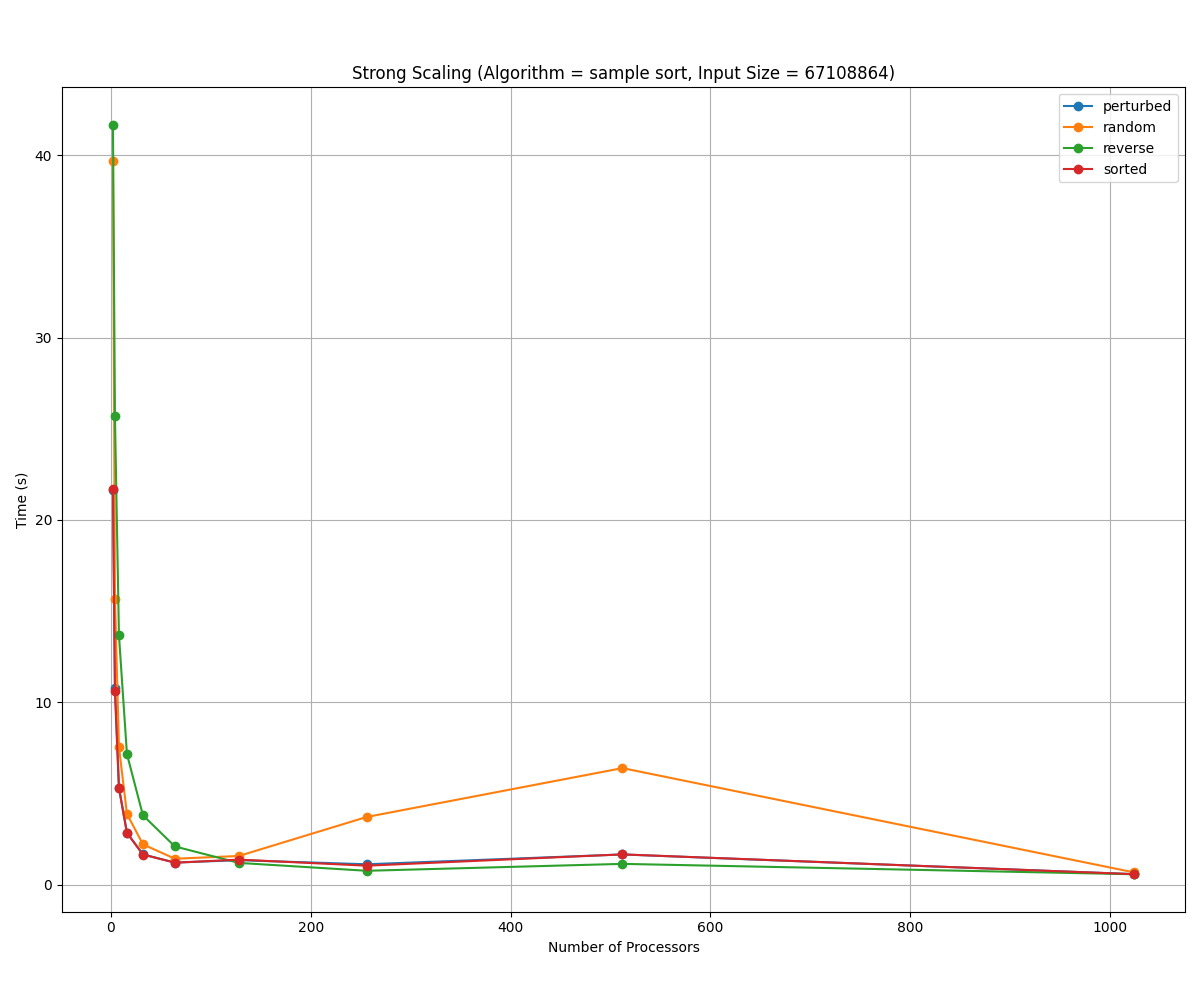 Strong Scaling (Algorithm = sample sort, Input Size = 67108864)
perturbed
random
reverse
sorted
Time (s)
40
30
20
10
0
0 200 400 600 800 1000
Number of Processors